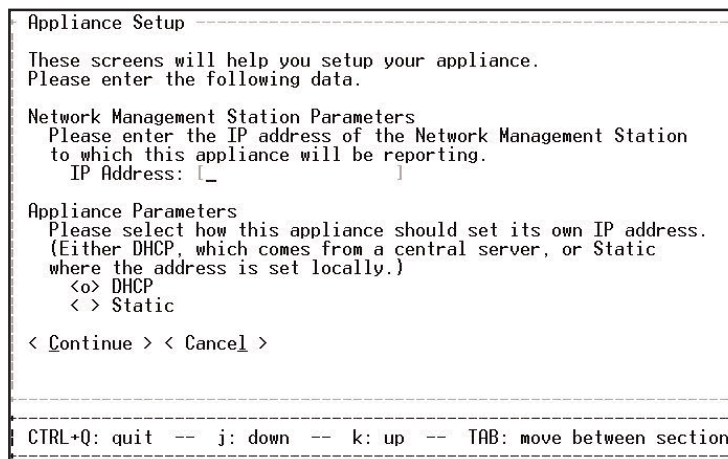 Appliance Setup
These screens will help you setup your appliance.
Please enter the following data.
Network Management Station Parameters
Please enter the IP address of the Network Management Station
to which this appliance will be reporting.
IP Address: [_ ]
Appliance Parameters
Please select how this appliance should set its own IP address.
(Either DHCP, which comes from a central server, or Static
where the address is set locally.)
<o> DHCP
< > Static
< Continue > < Cancel >
CTRL+Q: quit -- j: down -- k: up -- TAB: move between section